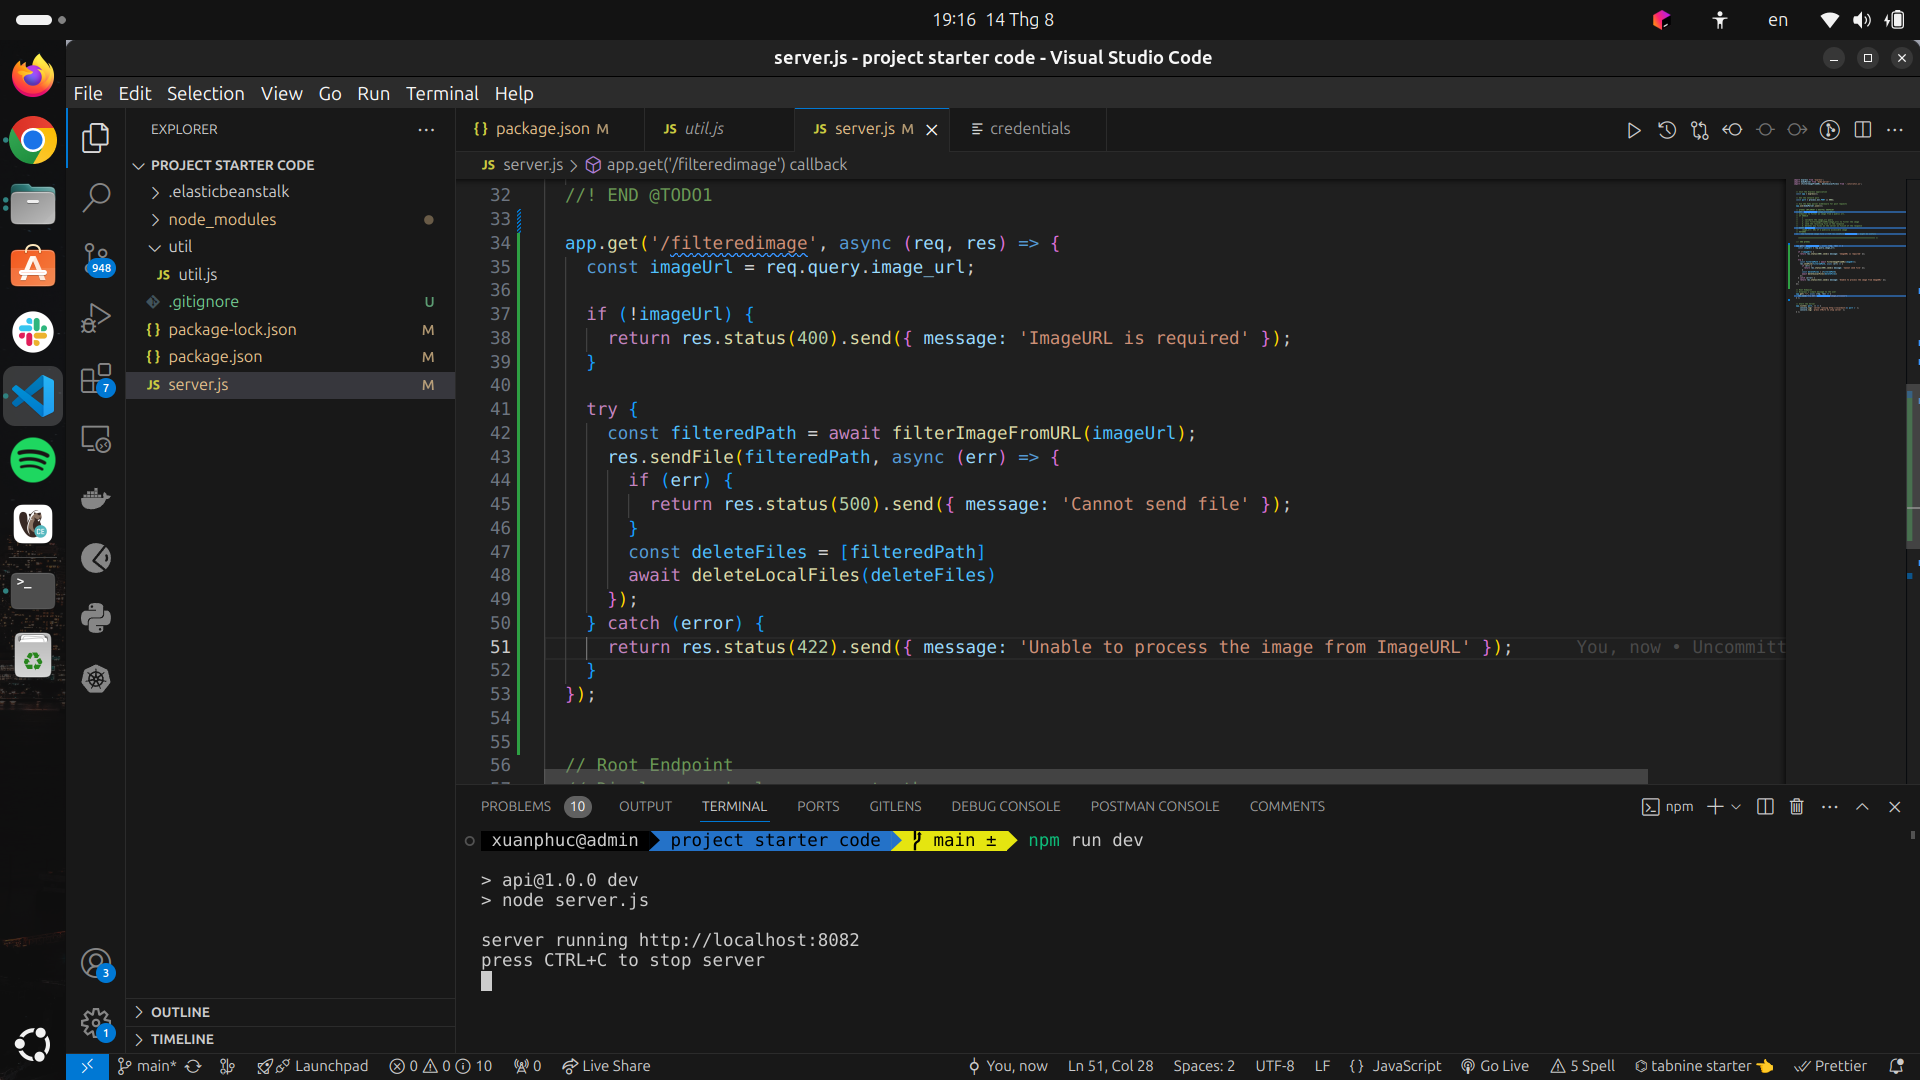 19:16 14 Thg 8
en
server.js - project starter code - Visual Studio Code
File Edit Selection View Go Run Terminal Help
EXPLORER
PROJECT STARTER CODE
.elasticbeanstalk
node_modules
util
JS util.js
.gitignore U
{} package-lock.json M
{} package.json M
JS server.js M
OUTLINE
TIMELINE
948
7
3
1
{} package.json M
JS util.js
JS server.js M
credentials
JS server.js > app.get('/filteredimage') callback
32 //! END @TODO1
33
34 app.get('/filteredimage', async (req, res) => {
35 const imageUrl = req.query.image_url;
36
37 if (!imageUrl) {
38 return res.status(400).send({ message: 'ImageURL is required' });
39 }
40
41 try {
42 const filteredPath = await filterImageFromURL(imageUrl);
43 res.sendFile(filteredPath, async (err) => {
44 if (err) {
45 return res.status(500).send({ message: 'Cannot send file' });
46 }
47 const deleteFiles = [filteredPath]
48 await deleteLocalFiles(deleteFiles)
49 });
50 } catch (error) {
51 return res.status(422).send({ message: 'Unable to process the image from ImageURL' }); You, now • Uncommitt
52 }
53 });
54
55
56 // Root Endpoint
PROBLEMS 10 OUTPUT TERMINAL PORTS GITLENS DEBUG CONSOLE POSTMAN CONSOLE COMMENTS
npm
xuanphuc@admin project starter code main ± npm run dev
> api@1.0.0 dev
> node server.js
server running http://localhost:8082
press CTRL+C to stop server
main* Launchpad 0 0 10 0 Live Share
You, now Ln 51, Col 28 Spaces: 2 UTF-8 LF {} JavaScript Go Live 5 Spell tabnine starter Prettier